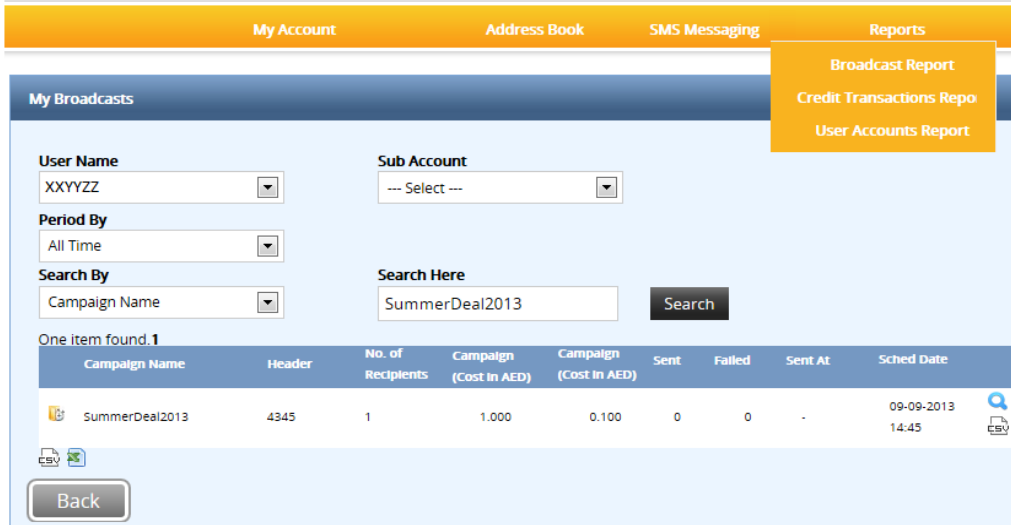 My Account Address Book SMS Messaging Reports
Broadcast Report
Credit Transactions Repo
User Accounts Report
My Broadcasts
User Name Sub Account
XXYYZZ --- Select ---
Period By
All Time
Search By Search Here
Campaign Name SummerDeal2013 Search
One item found.1
Campaign Name Header No. of Recipients Campaign (Cost in AED) Campaign (Cost in AED) Sent Failed Sent At Sched Date
SummerDeal2013 4345 1 1.000 0.100 0 0 - 09-09-2013 14:45
CSV
CSV
Back